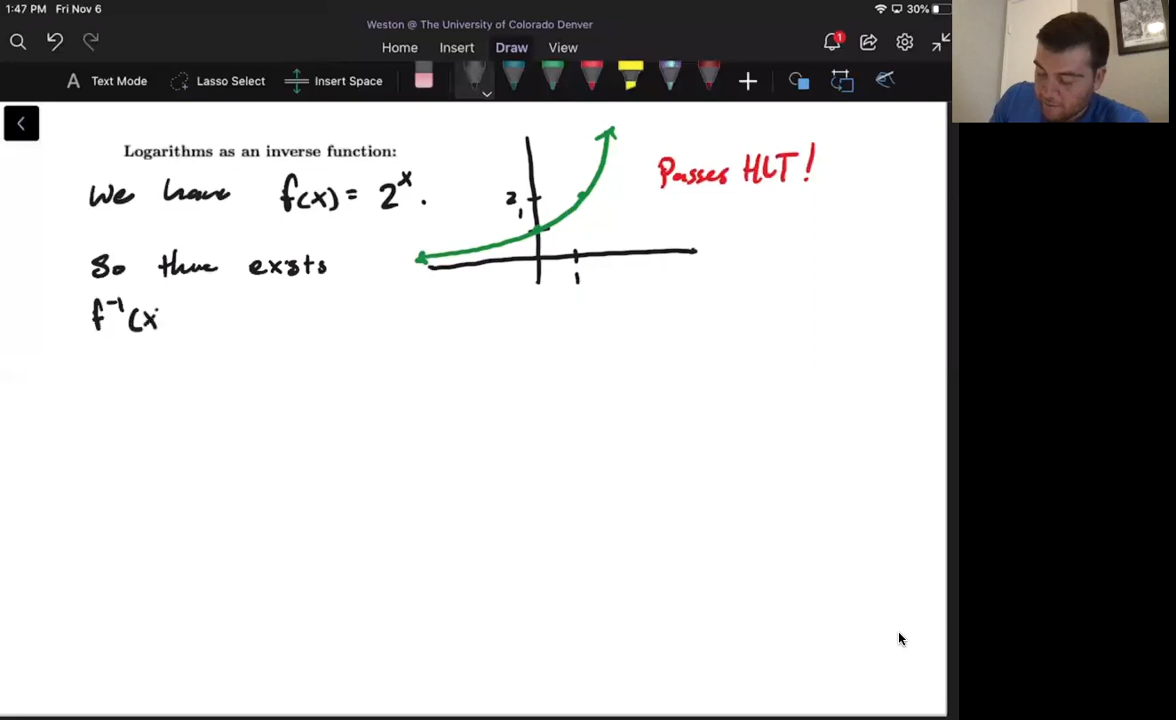 1:47 PM Fri Nov 6
30%
Weston @ The University of Colorado Denver
Home Insert Draw View
1
Text Mode Lasso Select Insert Space
Logarithms as an inverse function:
We have f(x) = 2^x.
Passes HLT!
2
1
1
So there exists
f^-1(x